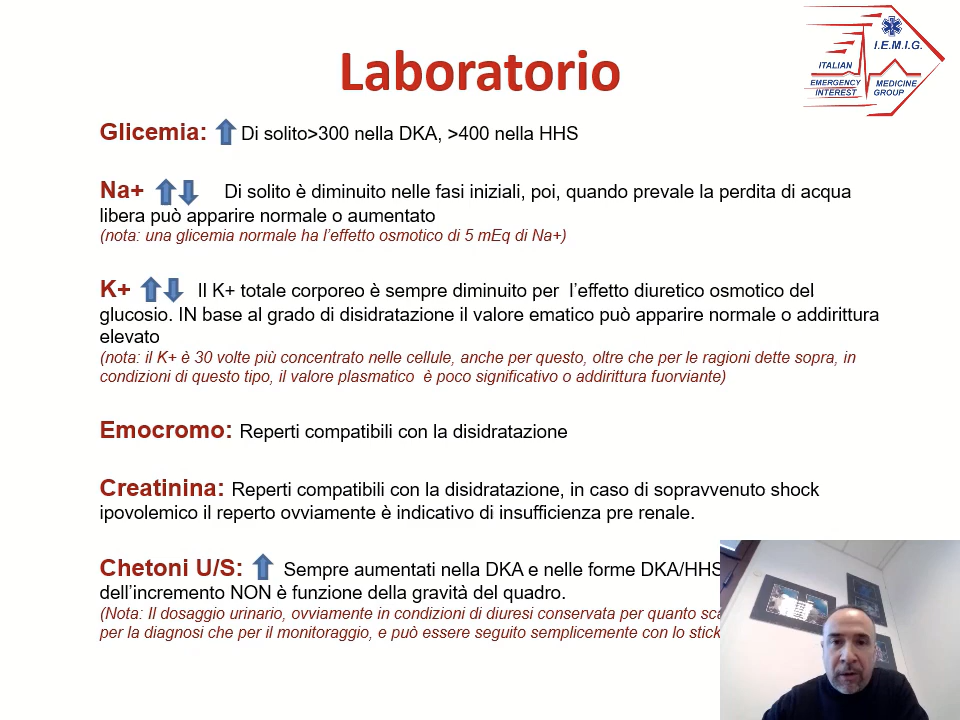 Laboratorio
I.E.M.I.G.
ITALIAN
EMERGENCY
INTEREST
MEDICINE
GROUP
Glicemia: Di solito>300 nella DKA, >400 nella HHS
Na+ Di solito è diminuito nelle fasi iniziali, poi, quando prevale la perdita di acqua
libera può apparire normale o aumentato
(nota: una glicemia normale ha l'effetto osmotico di 5 mEq di Na+)
K+ Il K+ totale corporeo è sempre diminuito per l'effetto diuretico osmotico del
glucosio. IN base al grado di disidratazione il valore ematico può apparire normale o addirittura
elevato
(nota: il K+ è 30 volte più concentrato nelle cellule, anche per questo, oltre che per le ragioni dette sopra, in
condizioni di questo tipo, il valore plasmatico è poco significativo o addirittura fuorviante)
Emocromo: Reperti compatibili con la disidratazione
Creatinina: Reperti compatibili con la disidratazione, in caso di sopravvenuto shock
ipovolemico il reperto ovviamente è indicativo di insufficienza pre renale.
Chetoni U/S: Sempre aumentati nella DKA e nelle forme DKA/HHS
dell'incremento NON è funzione della gravità del quadro.
(Nota: Il dosaggio urinario, ovviamente in condizioni di diuresi conservata per quanto
per la diagnosi che per il monitoraggio, e può essere seguito semplicemente con lo stick